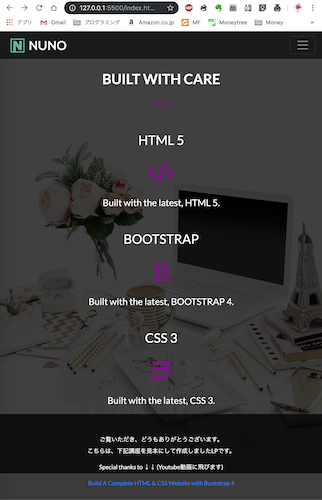 127.0.0.1:5500/index.ht...
アプリ Gmail プログラミング Amazon.co.jp MF Moneytree Money
NUNO
BUILT WITH CARE
HTML 5
Built with the latest, HTML 5.
BOOTSTRAP
B
Built with the latest, BOOTSTRAP 4.
CSS 3
Built with the latest, CSS 3.
ご覧いただき、どうもありがとうございます。
こちらは、下記講座を見本にして作成しましたLPです。
Special thanks to ↓↓(Youtube動画に飛びます)
Build A Complete HTML & CSS Website with Bootstrap 4